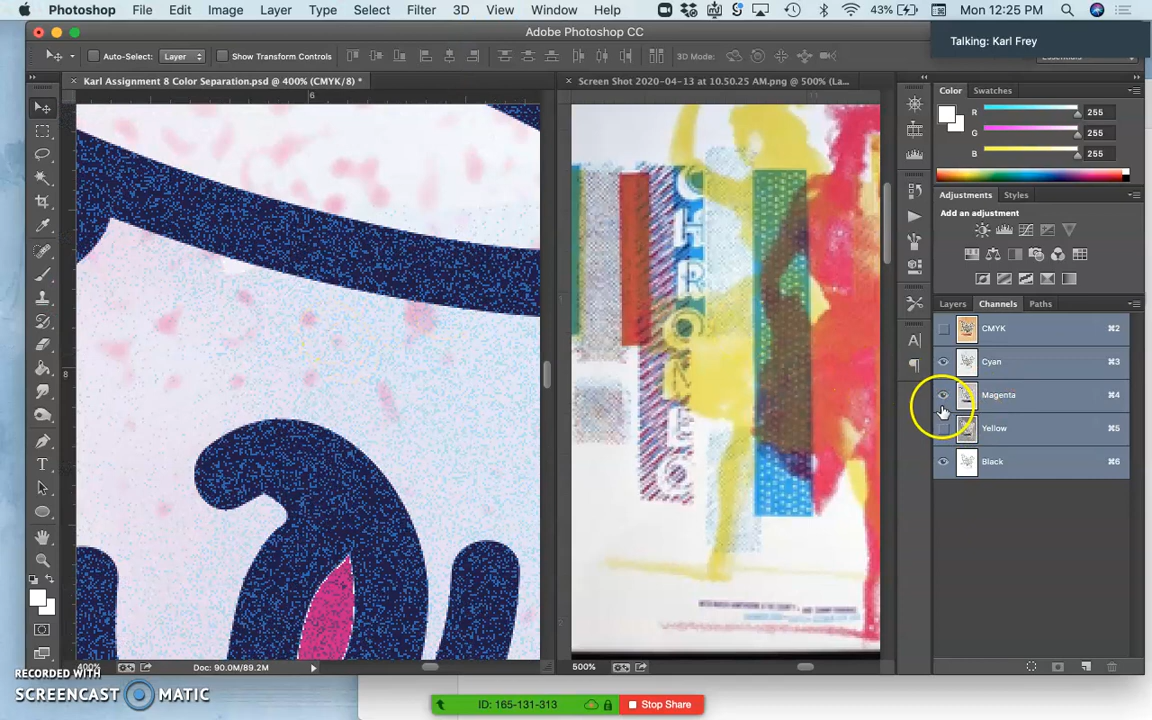 Photoshop File Edit Image Layer Type Select Filter 3D View Window Help 43% Mon 12:25 PM
Adobe Photoshop CC
Talking: Karl Frey
Auto-Select: Layer Show Transform Controls 3D Mode:
Karl Assignment 8 Color Separation.psd @ 400% (CMYK/8) *
Screen Shot 2020-04-13 at 10.50.25 AM.png @ 500% (La...
Color Swatches
R 255
G 255
B 255
Adjustments Styles
Add an adjustment
Layers Channels Paths
CMYK ⌘2
Cyan ⌘3
Magenta ⌘4
Yellow ⌘5
Black ⌘6
6
8
CHRONE
400% Doc: 90.0M/89.2M
500%
RECORDED WITH
SCREENCAST MATIC
ID: 165-131-313 Stop Share